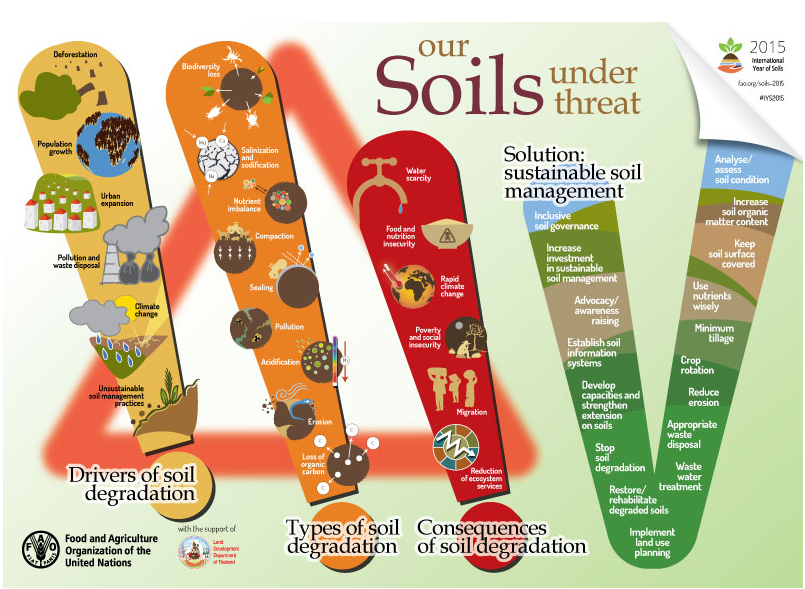 our
Soils
under
threat
2015
International
Year of Soils
fao.org/soils-2015
#IYS2015
Deforestation
Population
growth
Urban
expansion
Pollution and
waste disposal
Climate
change
Unsustainable
soil management
practices
Drivers of soil
degradation
Biodiversity
loss
Mg
Ca
Na
Salinization
and
sodification
Nutrient
imbalance
Compaction
Sealing
Pollution
Acidification
Erosion
Loss of
organic
carbon
C
C
C
C
Types of soil
degradation
Water
scarcity
Food and
nutrition
insecurity
Rapid
climate
change
Poverty
and social
insecurity
Migration
Reduction
of ecosystem
services
Consequences
of soil degradation
Solution:
sustainable soil
management
Inclusive
soil governance
Increase
investment
in sustainable
soil management
Advocacy/
awareness
raising
Establish soil
information
systems
Develop
capacities and
strengthen
extension
on soils
Stop
soil
degradation
Restore/
rehabilitate
degraded soils
Implement
land use
planning
Analyse/
assess
soil condition
Increase
soil organic
matter content
Keep
soil surface
covered
Use
nutrients
wisely
Minimum
tillage
Crop
rotation
Reduce
erosion
Appropriate
waste
disposal
Waste
water
treatment
FAO
FIAT PANIS
Food and Agriculture
Organization of the
United Nations
with the support of
Land
Development
Department
of Thailand